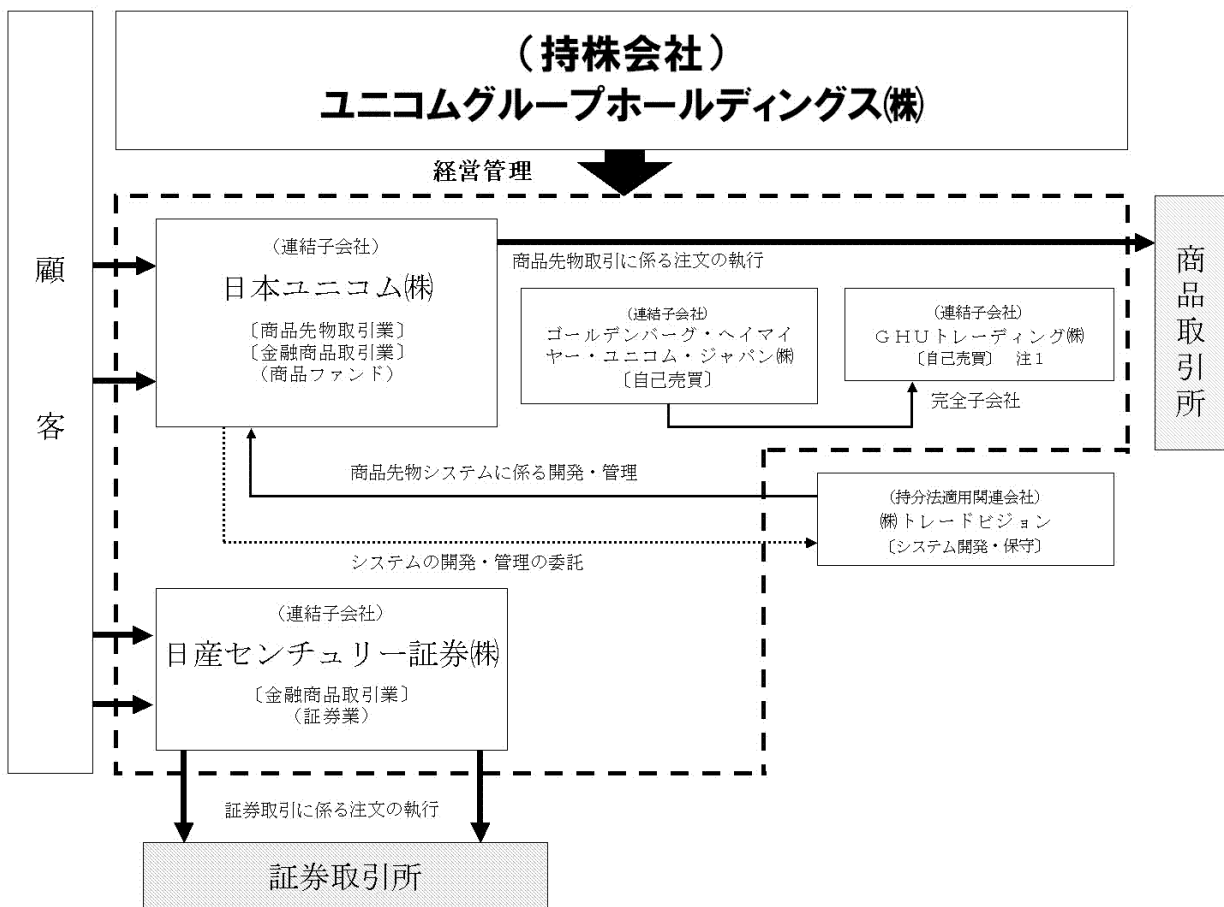 （持株会社）
ユニコムグループホールディングス㈱
経営管理
顧客
（連結子会社）
日本ユニコム㈱
〔商品先物取引業〕
〔金融商品取引業〕
（商品ファンド）
商品先物取引に係る注文の執行
商品取引所
（連結子会社）
ゴールデンバーグ・ヘイマイ
ヤー・ユニコム・ジャパン㈱
〔自己売買〕
（連結子会社）
ＧＨＵトレーディング㈱
〔自己売買〕　注１
完全子会社
商品先物システムに係る開発・管理
（持分法適用関連会社）
㈱トレードビジョン
〔システム開発・保守〕
システムの開発・管理の委託
（連結子会社）
日産センチュリー証券㈱
〔金融商品取引業〕
（証券業）
証券取引に係る注文の執行
証券取引所